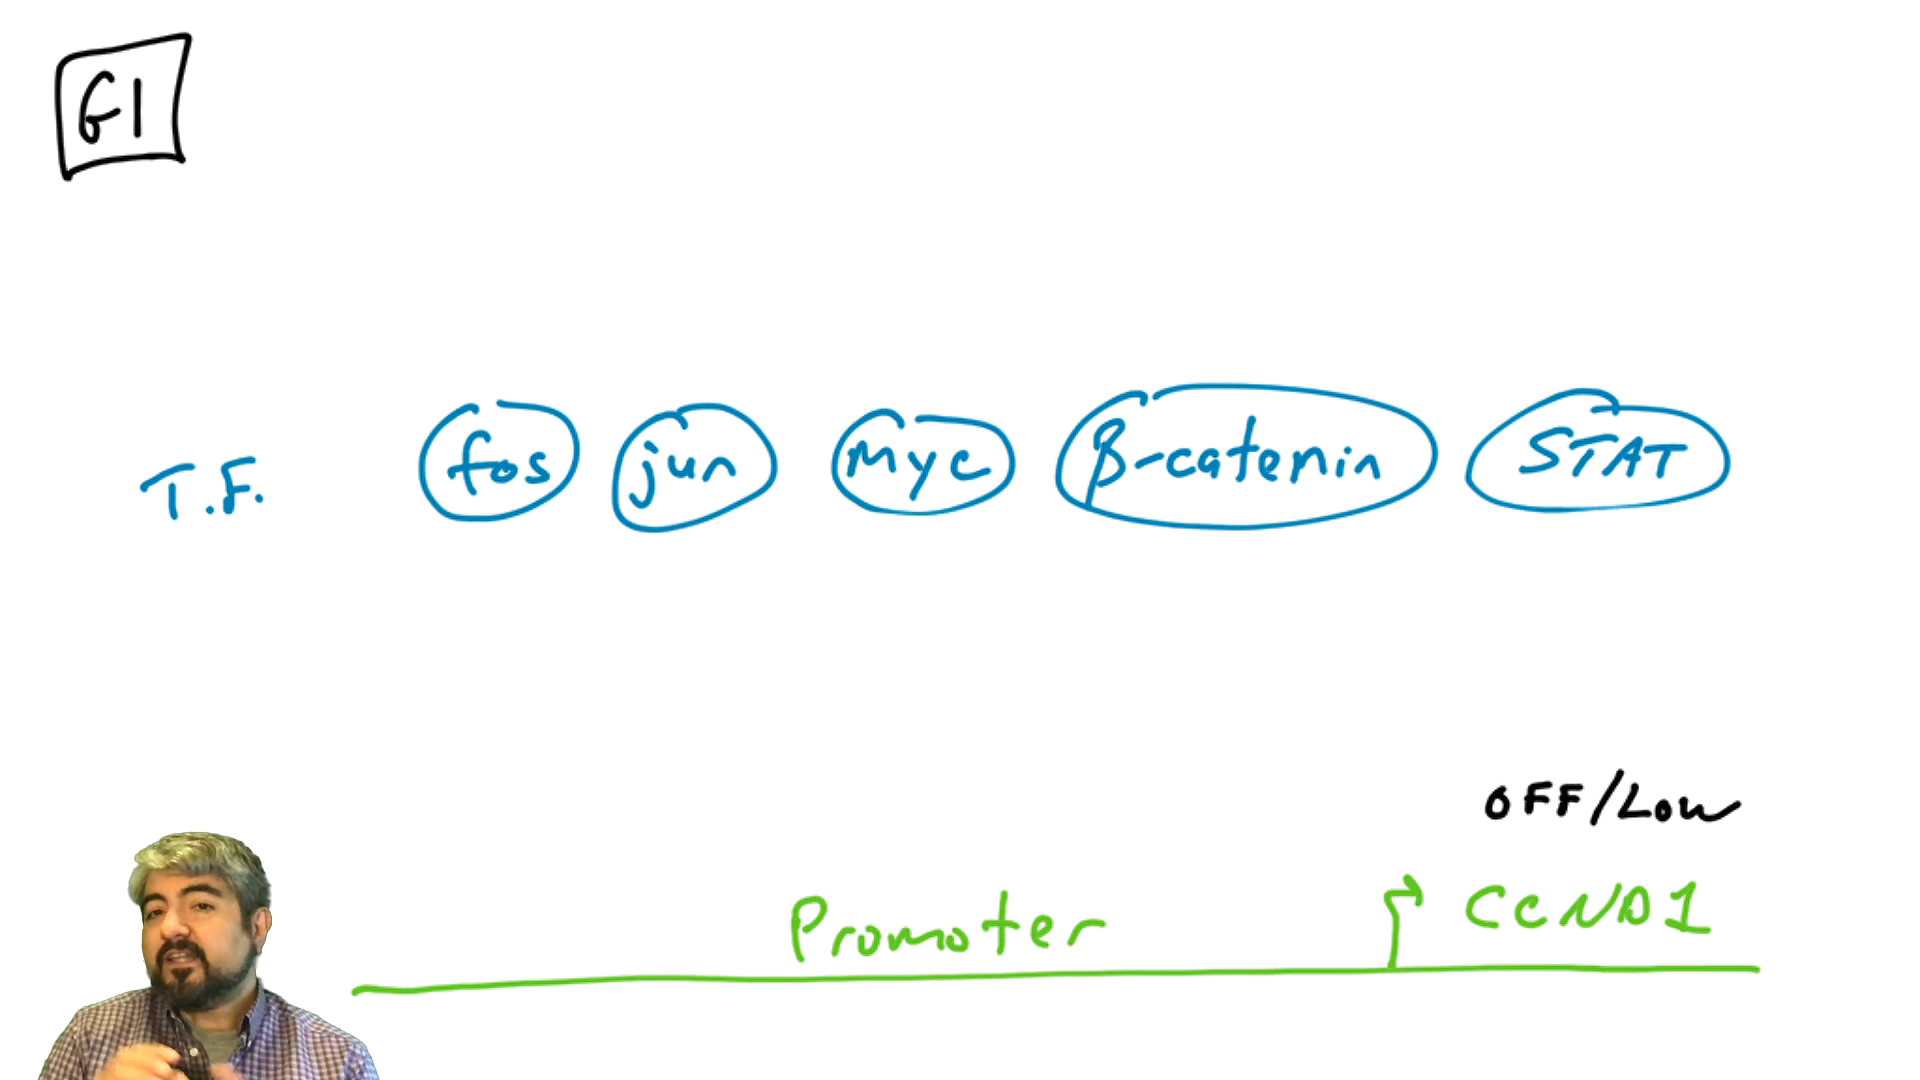 G1
T.F. fos jun Myc β-catenin STAT
OFF/Low
Promoter CCND1